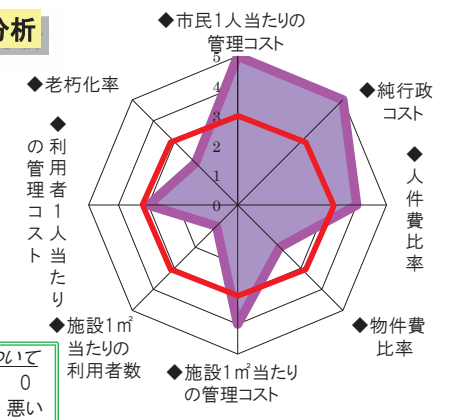 分析
◆市民1人当たりの
管理コスト
◆老朽化率
◆純行政
コスト
5
4
3
2
1
0
◆利用者1人当たり
の管理コスト
◆人件費比率
◆施設1㎡
当たりの
利用者数
◆物件費
比率
◆施設1㎡当たり
の管理コスト
ついて
0
悪い